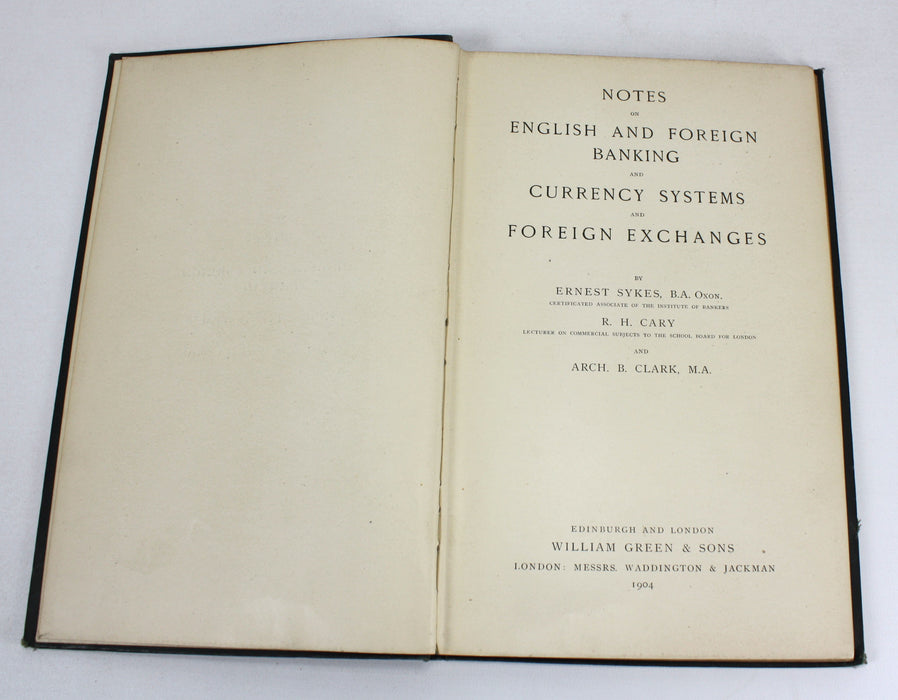 NOTES
ON
ENGLISH AND FOREIGN
BANKING
AND
CURRENCY SYSTEMS
AND
FOREIGN EXCHANGES
BY
ERNEST SYKES, B.A. OXON.
CERTIFICATED ASSOCIATE OF THE INSTITUTE OF BANKERS
R. H. CARY
LECTURER ON COMMERCIAL SUBJECTS TO THE SCHOOL BOARD FOR LONDON
AND
ARCH. B. CLARK, M.A.
EDINBURGH AND LONDON
WILLIAM GREEN & SONS
LONDON: MESSRS. WADDINGTON & JACKMAN
1904